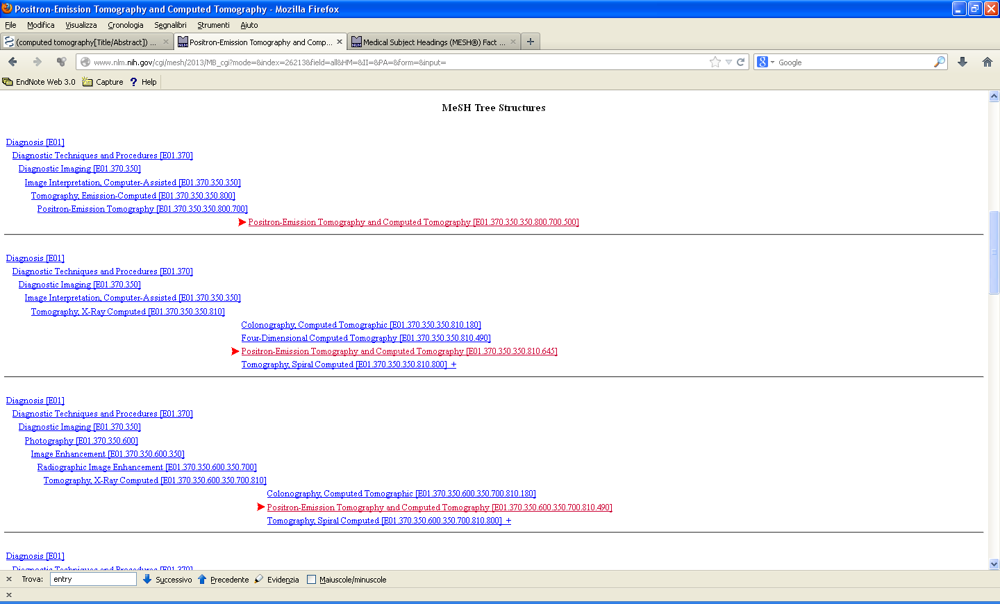 Positron-Emission Tomography and Computed Tomography - Mozilla Firefox
File Modifica Visualizza Cronologia Segnalibri Strumenti Aiuto
(computed tomography[Title/Abstract]) ... Positron-Emission Tomography and Comp... Medical Subject Headings (MESH®) Fact ...
www.nlm.nih.gov/cgi/mesh/2013/MB_cgi?mode=&index=26213&field=all&HM=&II=&PA=&form=&input= Google
EndNote Web 3.0 Capture Help
MeSH Tree Structures
Diagnosis [E01]
Diagnostic Techniques and Procedures [E01.370]
Diagnostic Imaging [E01.370.350]
Image Interpretation, Computer-Assisted [E01.370.350.350]
Tomography, Emission-Computed [E01.370.350.350.800]
Positron-Emission Tomography [E01.370.350.350.800.700]
Positron-Emission Tomography and Computed Tomography [E01.370.350.350.800.700.500]
Diagnosis [E01]
Diagnostic Techniques and Procedures [E01.370]
Diagnostic Imaging [E01.370.350]
Image Interpretation, Computer-Assisted [E01.370.350.350]
Tomography, X-Ray Computed [E01.370.350.350.810]
Colonography, Computed Tomographic [E01.370.350.350.810.180]
Four-Dimensional Computed Tomography [E01.370.350.350.810.490]
Positron-Emission Tomography and Computed Tomography [E01.370.350.350.810.645]
Tomography, Spiral Computed [E01.370.350.350.810.800] +
Diagnosis [E01]
Diagnostic Techniques and Procedures [E01.370]
Diagnostic Imaging [E01.370.350]
Photography [E01.370.350.600]
Image Enhancement [E01.370.350.600.350]
Radiographic Image Enhancement [E01.370.350.600.350.700]
Tomography, X-Ray Computed [E01.370.350.600.350.700.810]
Colonography, Computed Tomographic [E01.370.350.600.350.700.810.180]
Positron-Emission Tomography and Computed Tomography [E01.370.350.600.350.700.810.490]
Tomography, Spiral Computed [E01.370.350.600.350.700.810.800] +
Diagnosis [E01]
Diagnostic Techniques and Procedures [E01.370]
Trova: entry Successivo Precedente Evidenzia Maiuscole/minuscole